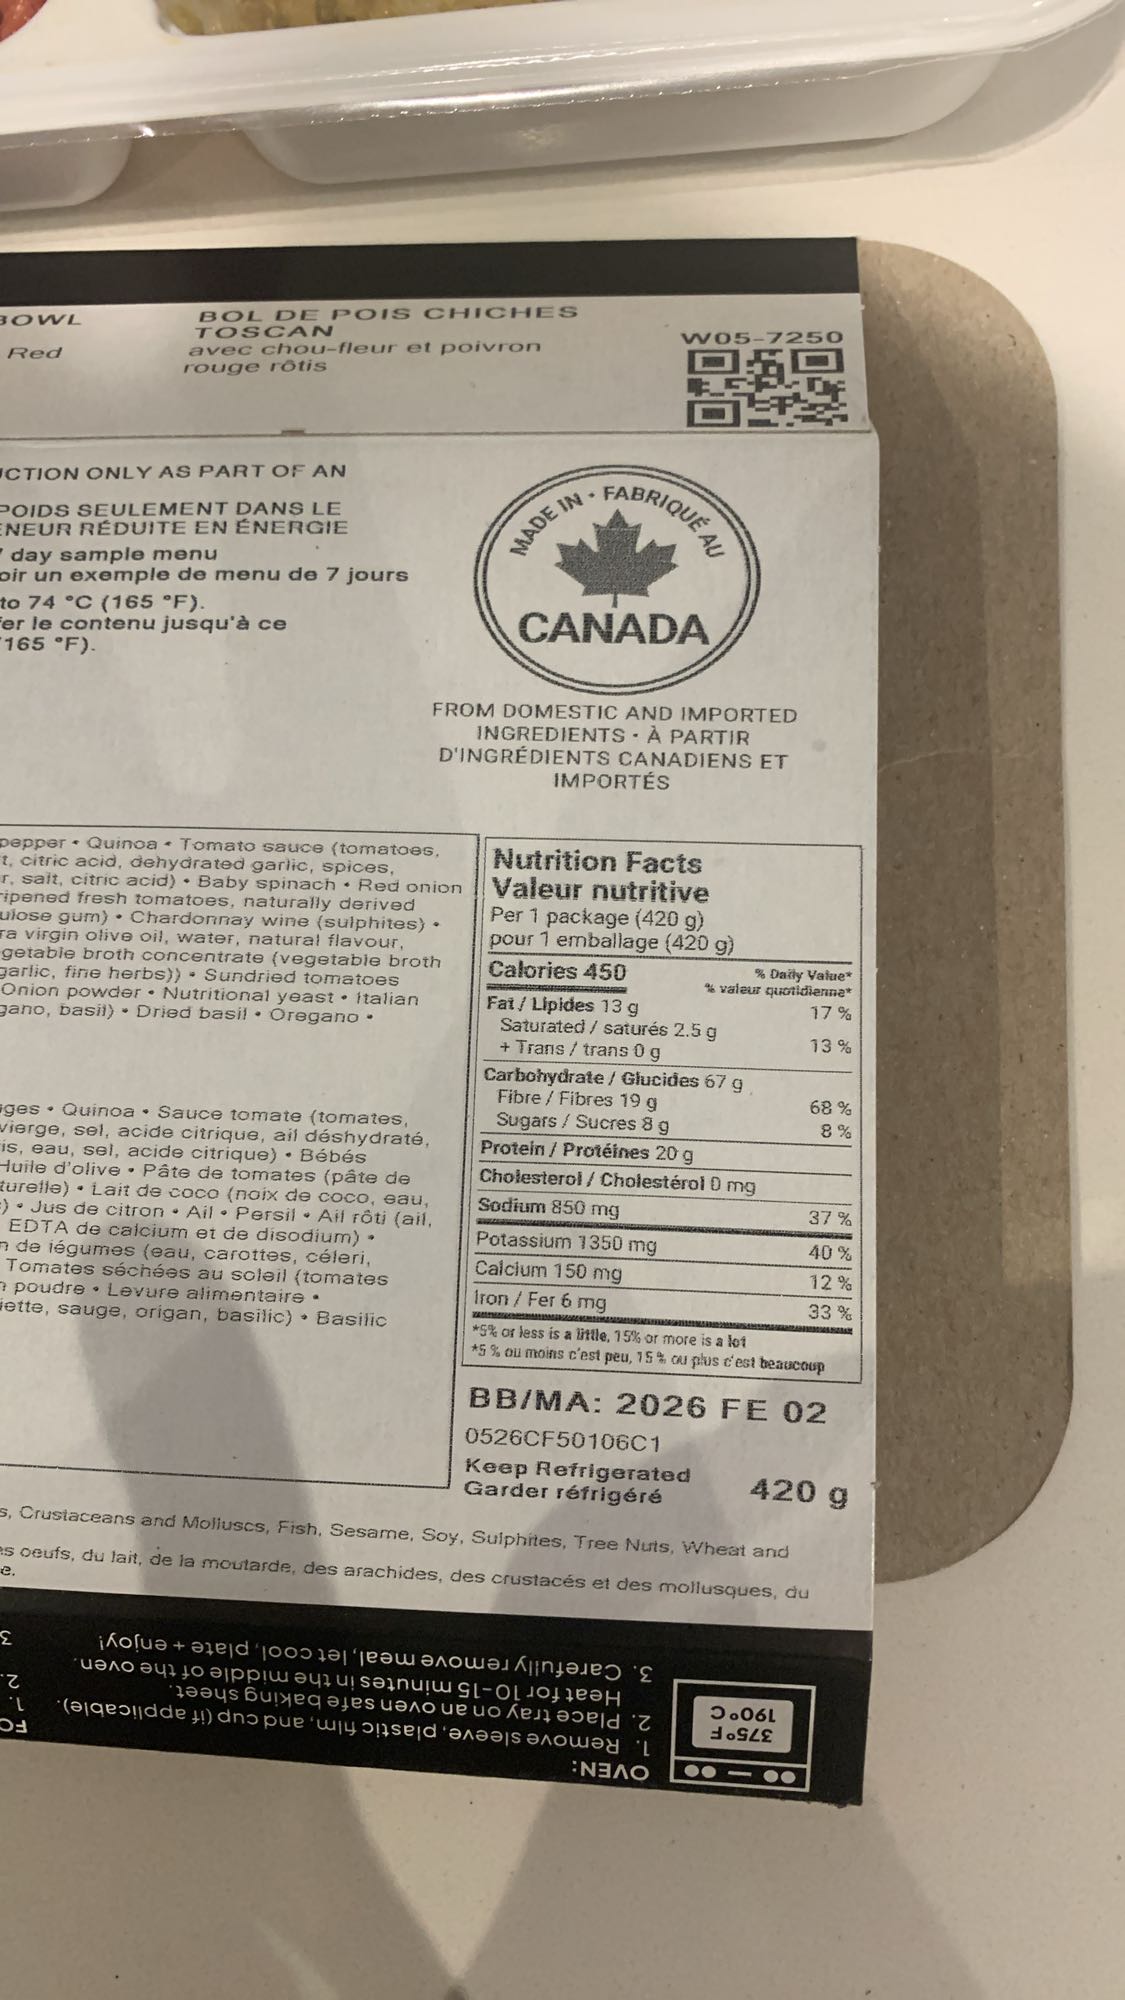 BOWL
Red
BOL DE POIS CHICHES
TOSCAN
avec chou-fleur et poivron
rouge rôtis
W05-7250
ONLY AS PART OF AN
POIDS SEULEMENT DANS LE
RÉDUITE EN ÉNERGIE
day sample menu
un exemple de menu de 7 jours
to 74 °C (165 °F).
le contenu jusqu'à ce
165 °F).
MADE IN · FABRIQUÉ AU
CANADA
FROM DOMESTIC AND IMPORTED
INGREDIENTS · À PARTIR
D'INGRÉDIENTS CANADIENS ET
IMPORTÉS
pepper • Quinoa • Tomato sauce (tomatoes,
citric acid, dehydrated garlic, spices,
salt, citric acid) • Baby spinach • Red onion
ripened fresh tomatoes, naturally derived
gum) • Chardonnay wine (sulphites) •
virgin olive oil, water, natural flavour,
broth concentrate (vegetable broth
garlic, fine herbs)) • Sundried tomatoes
Onion powder • Nutritional yeast • Italian
basil) • Dried basil • Oregano •
• Quinoa • Sauce tomate (tomates,
vierge, sel, acide citrique, ail déshydraté,
eau, sel, acide citrique) • Bébés
Huile d'olive • Pâte de tomates (pâte de
• Lait de coco (noix de coco, eau,
• Jus de citron • Ail • Persil • Ail rôti (ail,
EDTA de calcium et de disodium) •
de légumes (eau, carottes, céleri,
Tomates séchées au soleil (tomates
poudre • Levure alimentaire •
sauge, origan, basilic) • Basilic
Nutrition Facts
Valeur nutritive
Per 1 package (420 g)
pour 1 emballage (420 g)
Calories 450
% Daily Value*
% valeur quotidienne*
Fat / Lipides 13 g 17 %
Saturated / saturés 2.5 g
+ Trans / trans 0 g 13 %
Carbohydrate / Glucides 67 g
Fibre / Fibres 19 g 68 %
Sugars / Sucres 8 g 8 %
Protein / Protéines 20 g
Cholesterol / Cholestérol 0 mg
Sodium 850 mg 37 %
Potassium 1350 mg 40 %
Calcium 150 mg 12 %
Iron / Fer 6 mg 33 %
*5% or less is a little, 15% or more is a lot
*5 % ou moins c'est peu, 15 % ou plus c'est beaucoup
BB/MA: 2026 FE 02
0526CF50106C1
Keep Refrigerated
Garder réfrigéré
420 g
Crustaceans and Molluscs, Fish, Sesame, Soy, Sulphites, Tree Nuts, Wheat and
oeufs, du lait, de la moutarde, des arachides, des crustacés et des mollusques, du
OVEN:
1. Remove sleeve, plastic film, and cup (if applicable).
2. Place tray on an oven safe baking sheet.
Heat for 10-15 minutes in the middle of the oven.
3. Carefully remove meal, let cool, plate + enjoy!
375°F
190°C
1.
2.
3